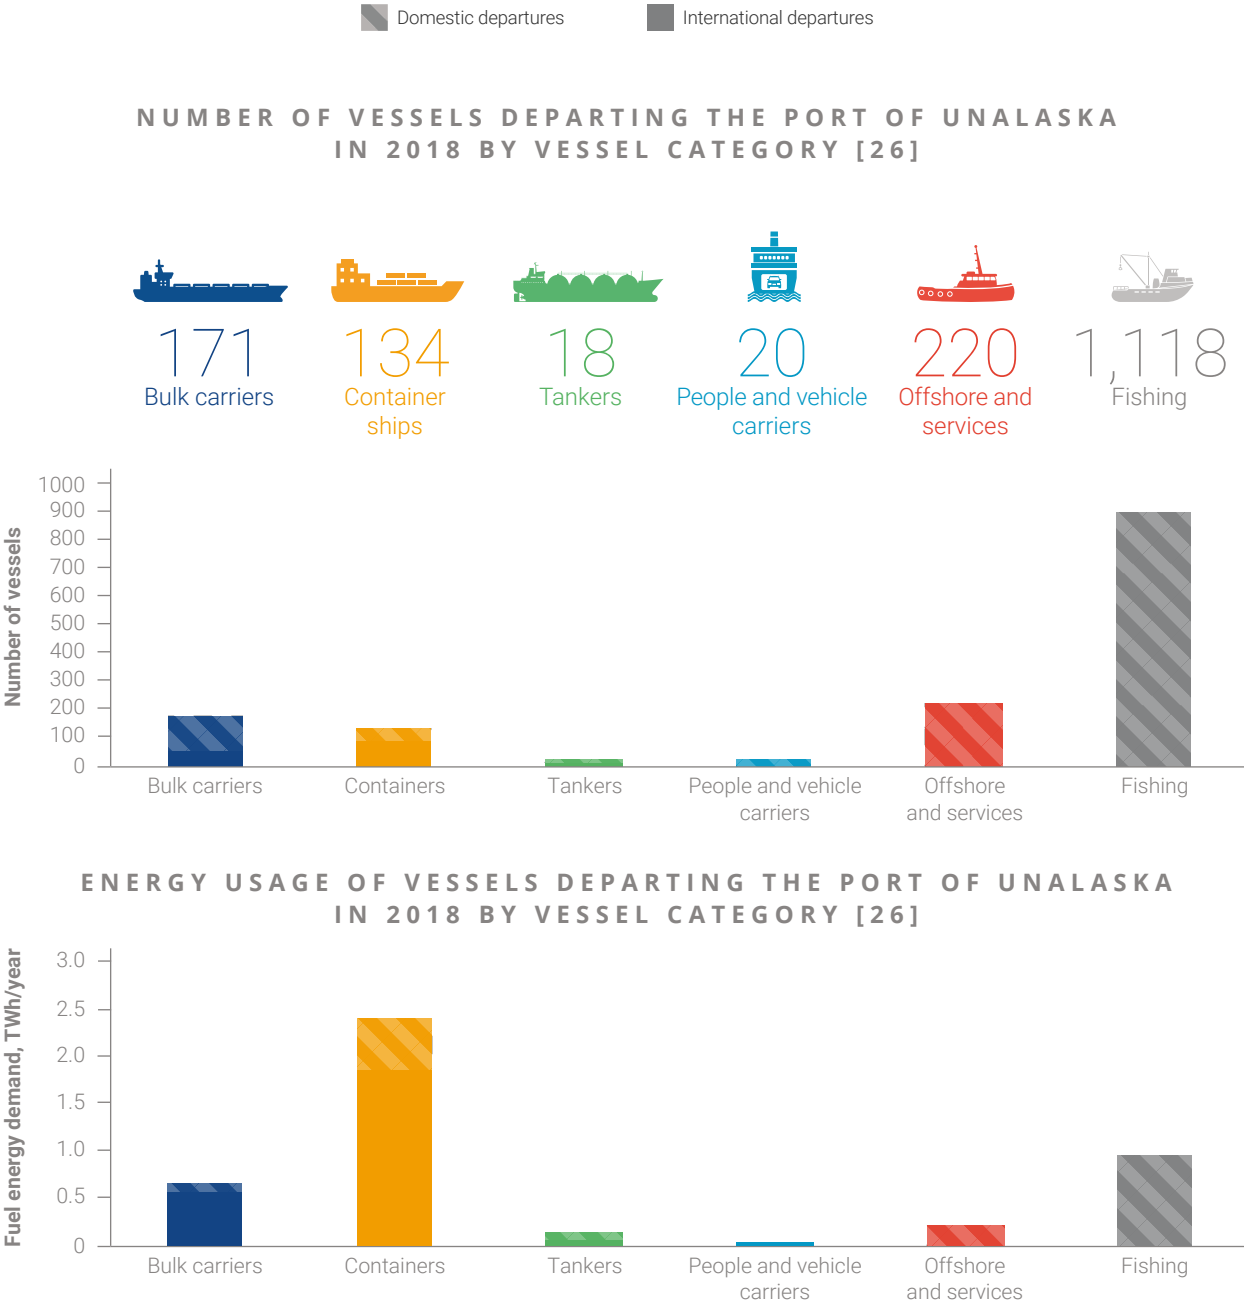 Domestic departures
International departures
NUMBER OF VESSELS DEPARTING THE PORT OF UNALASKA
IN 2018 BY VESSEL CATEGORY [26]
171
Bulk carriers
134
Container
ships
18
Tankers
20
People and vehicle
carriers
220
Offshore and
services
1,118
Fishing
Number of vessels
1000
900
800
700
600
500
400
300
200
100
0
Bulk carriers
Containers
Tankers
People and vehicle
carriers
Offshore
and services
Fishing
ENERGY USAGE OF VESSELS DEPARTING THE PORT OF UNALASKA
IN 2018 BY VESSEL CATEGORY [26]
Fuel energy demand, TWh/year
3.0
2.5
2.0
1.5
1.0
0.5
0
Bulk carriers
Containers
Tankers
People and vehicle
carriers
Offshore
and services
Fishing